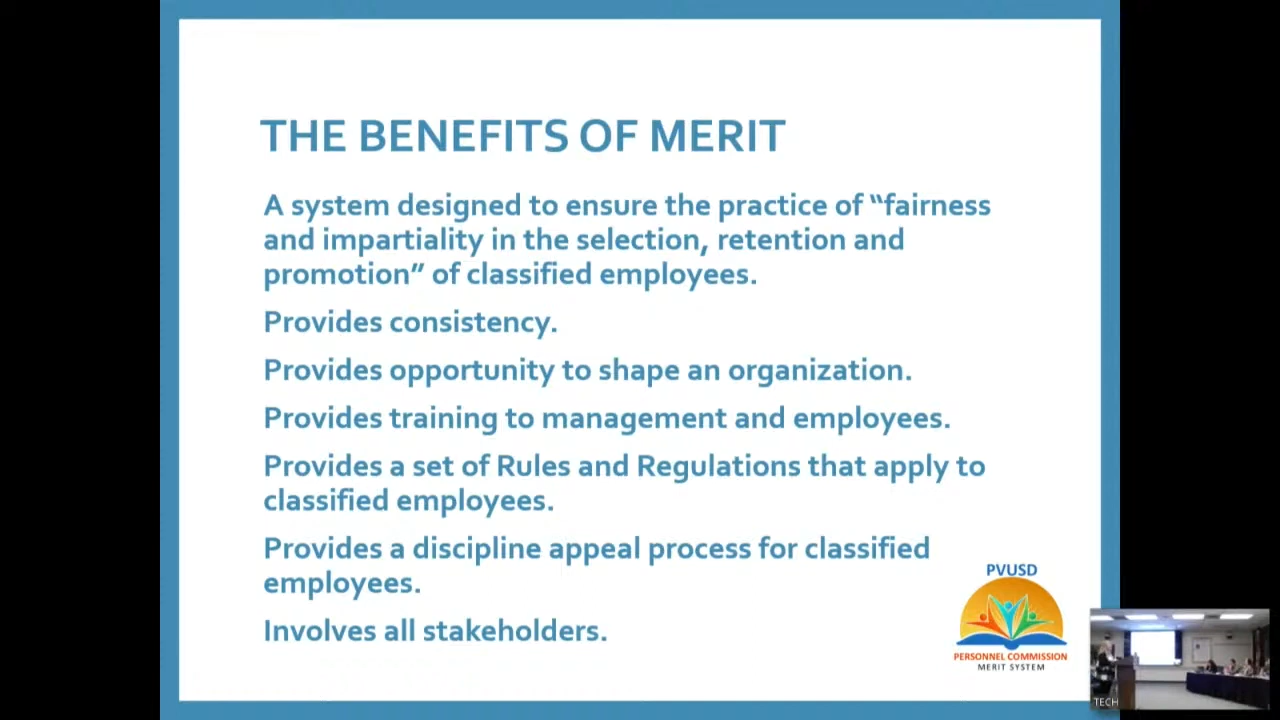 THE BENEFITS OF MERIT
A system designed to ensure the practice of “fairness
and impartiality in the selection, retention and
promotion” of classified employees.
Provides consistency.
Provides opportunity to shape an organization.
Provides training to management and employees.
Provides a set of Rules and Regulations that apply to
classified employees.
Provides a discipline appeal process for classified
employees.
Involves all stakeholders.
PVUSD
PERSONNEL COMMISSION
MERIT SYSTEM
TECH